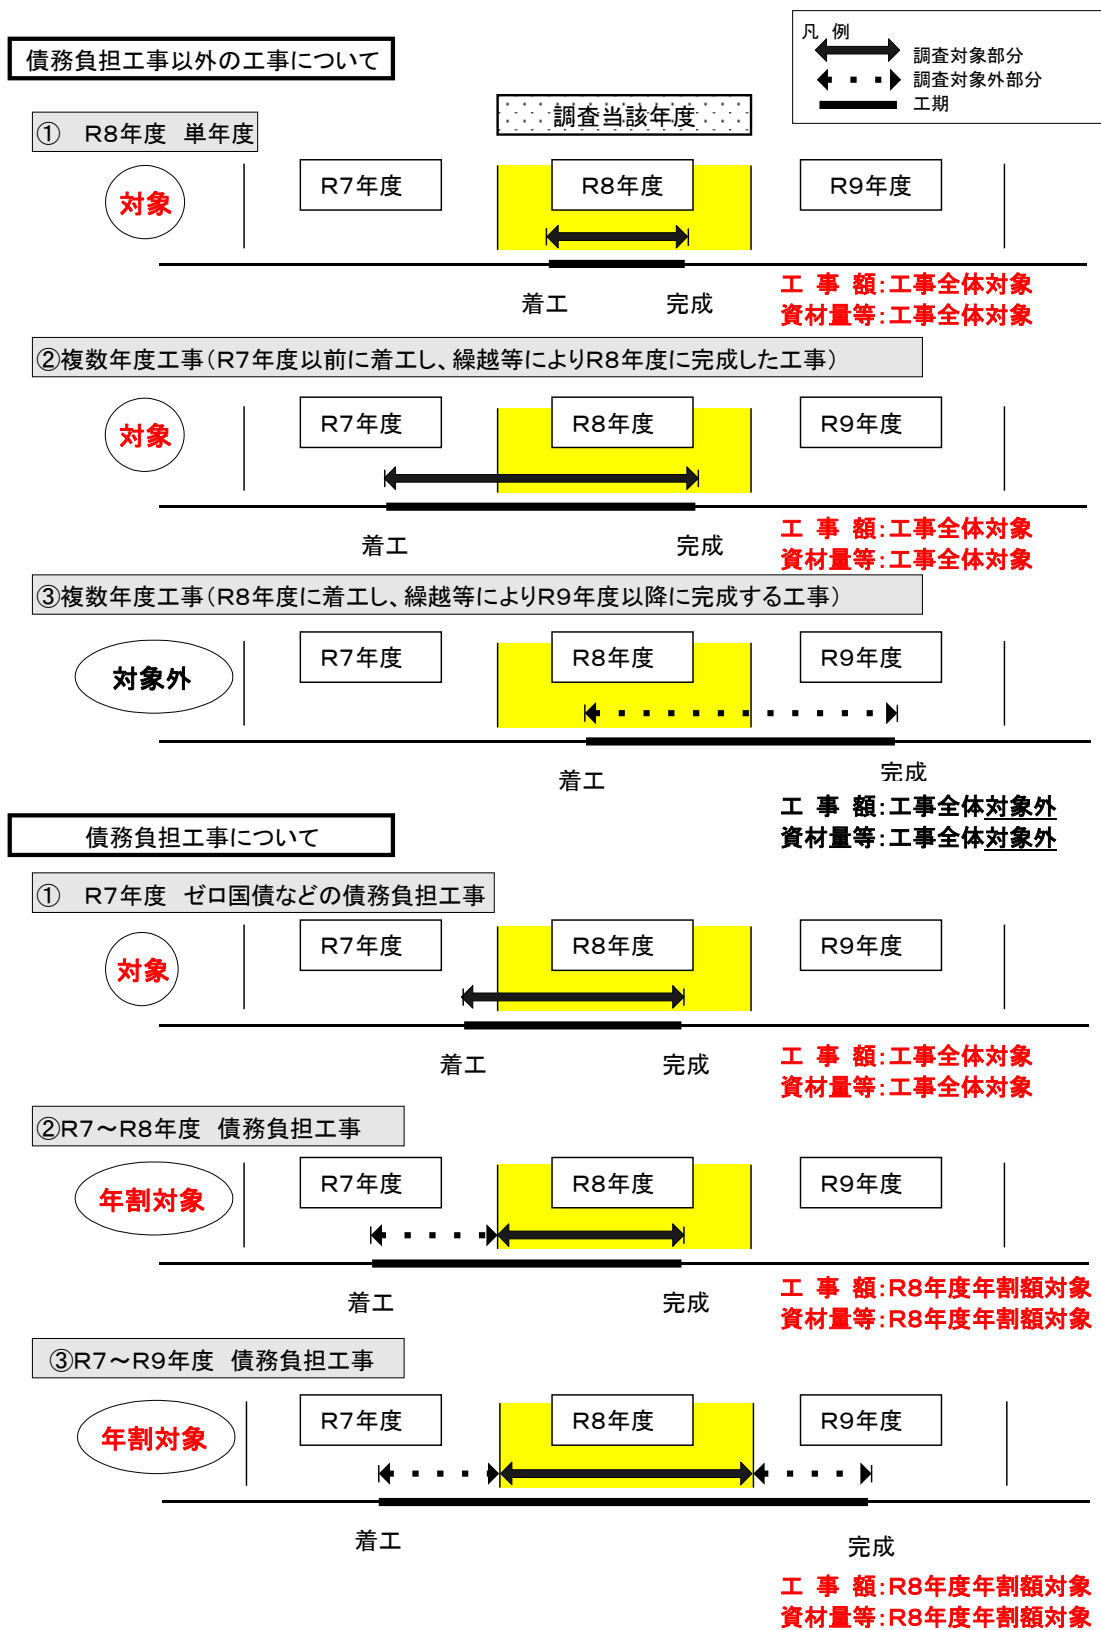 凡 例
調査対象部分
調査対象外部分
工期
債務負担工事以外の工事について
調査当該年度
① R8年度 単年度
対象
R7年度
R8年度
R9年度
着工
完成
工 事 額:工事全体対象
資材量等:工事全体対象
②複数年度工事(R7年度以前に着工し、繰越等によりR8年度に完成した工事)
対象
R7年度
R8年度
R9年度
着工
完成
工 事 額:工事全体対象
資材量等:工事全体対象
③複数年度工事(R8年度に着工し、繰越等によりR9年度以降に完成する工事)
対象外
R7年度
R8年度
R9年度
着工
完成
工 事 額:工事全体対象外
資材量等:工事全体対象外
債務負担工事について
① R7年度 ゼロ国債などの債務負担工事
対象
R7年度
R8年度
R9年度
着工
完成
工 事 額:工事全体対象
資材量等:工事全体対象
②R7~R8年度 債務負担工事
年割対象
R7年度
R8年度
R9年度
着工
完成
工 事 額:R8年度年割額対象
資材量等:R8年度年割額対象
③R7~R9年度 債務負担工事
年割対象
R7年度
R8年度
R9年度
着工
完成
工 事 額:R8年度年割額対象
資材量等:R8年度年割額対象